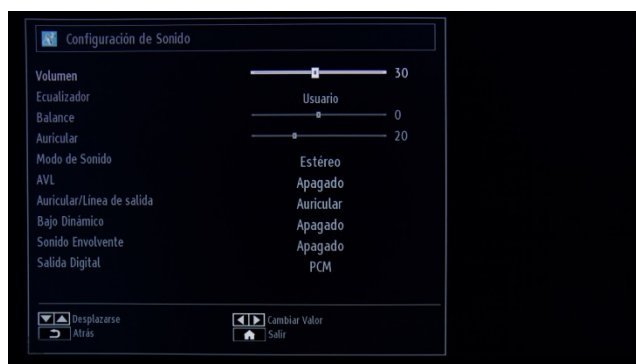 Configuración de Sonido
Volumen 30
Ecualizador Usuario
Balance 0
Auricular 20
Modo de Sonido Estéreo
AVL Apagado
Auricular/Línea de salida Auricular
Bajo Dinámico Apagado
Sonido Envolvente Apagado
Salida Digital PCM
Desplazarse Cambiar Valor
Atrás Salir